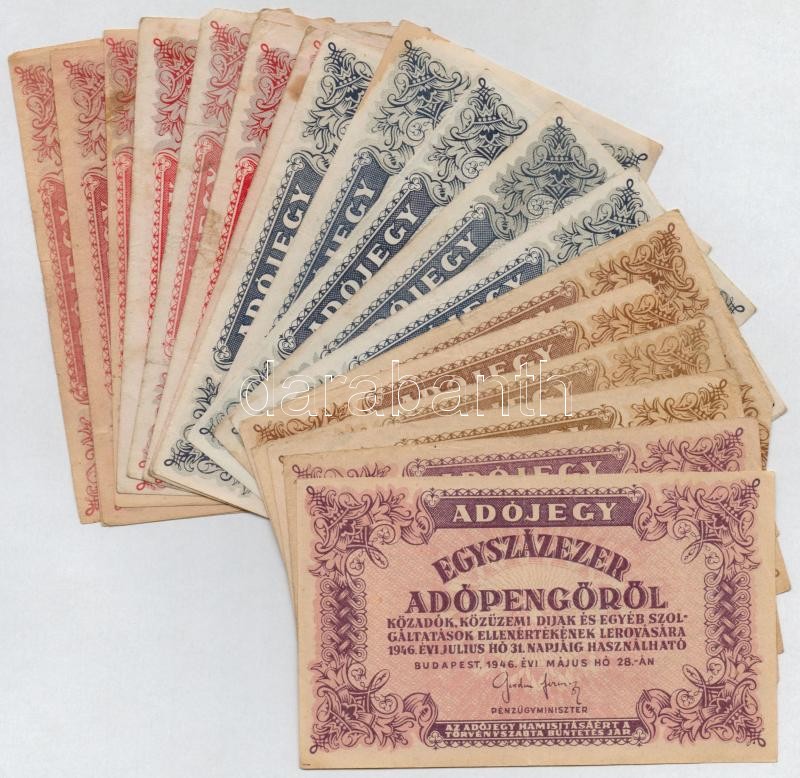 ADÓJEGY
ADÓJEGY
ADÓJEGY
ADÓJEGY
ADÓJEGY
ADÓJEGY
ADÓJEGY
EGYSZÁZEZER
ADÓPENGŐRŐL
KÖZADÓK, KÖZÜZEMI DIJAK ÉS EGYÉB SZOL-
GÁLTATÁSOK ELLENÉRTÉKÉNEK LEROVÁSÁRA
1946. ÉVI JULIUS HÓ 31. NAPJÁIG HASZNÁLHATÓ
BUDAPEST, 1946. ÉVI MÁJUS HÓ 28.-ÁN
PÉNZÜGYMINISZTER
AZ ADÓJEGY HAMISITÁSÁÉRT A
TÖRVÉNYSZABTA BÜNTETÉS JÁR
darabanth